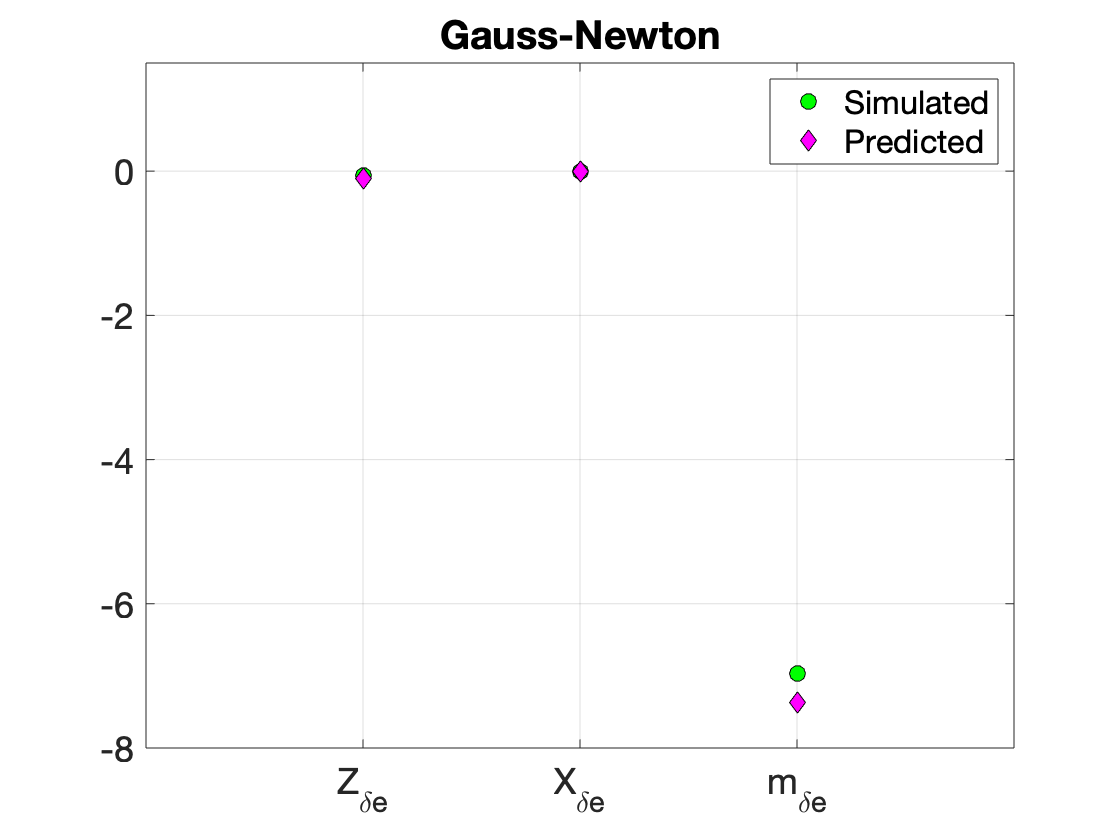 Gauss-Newton
Simulated
Predicted
0
-2
-4
-6
-8
Z_δe
X_δe
m_δe